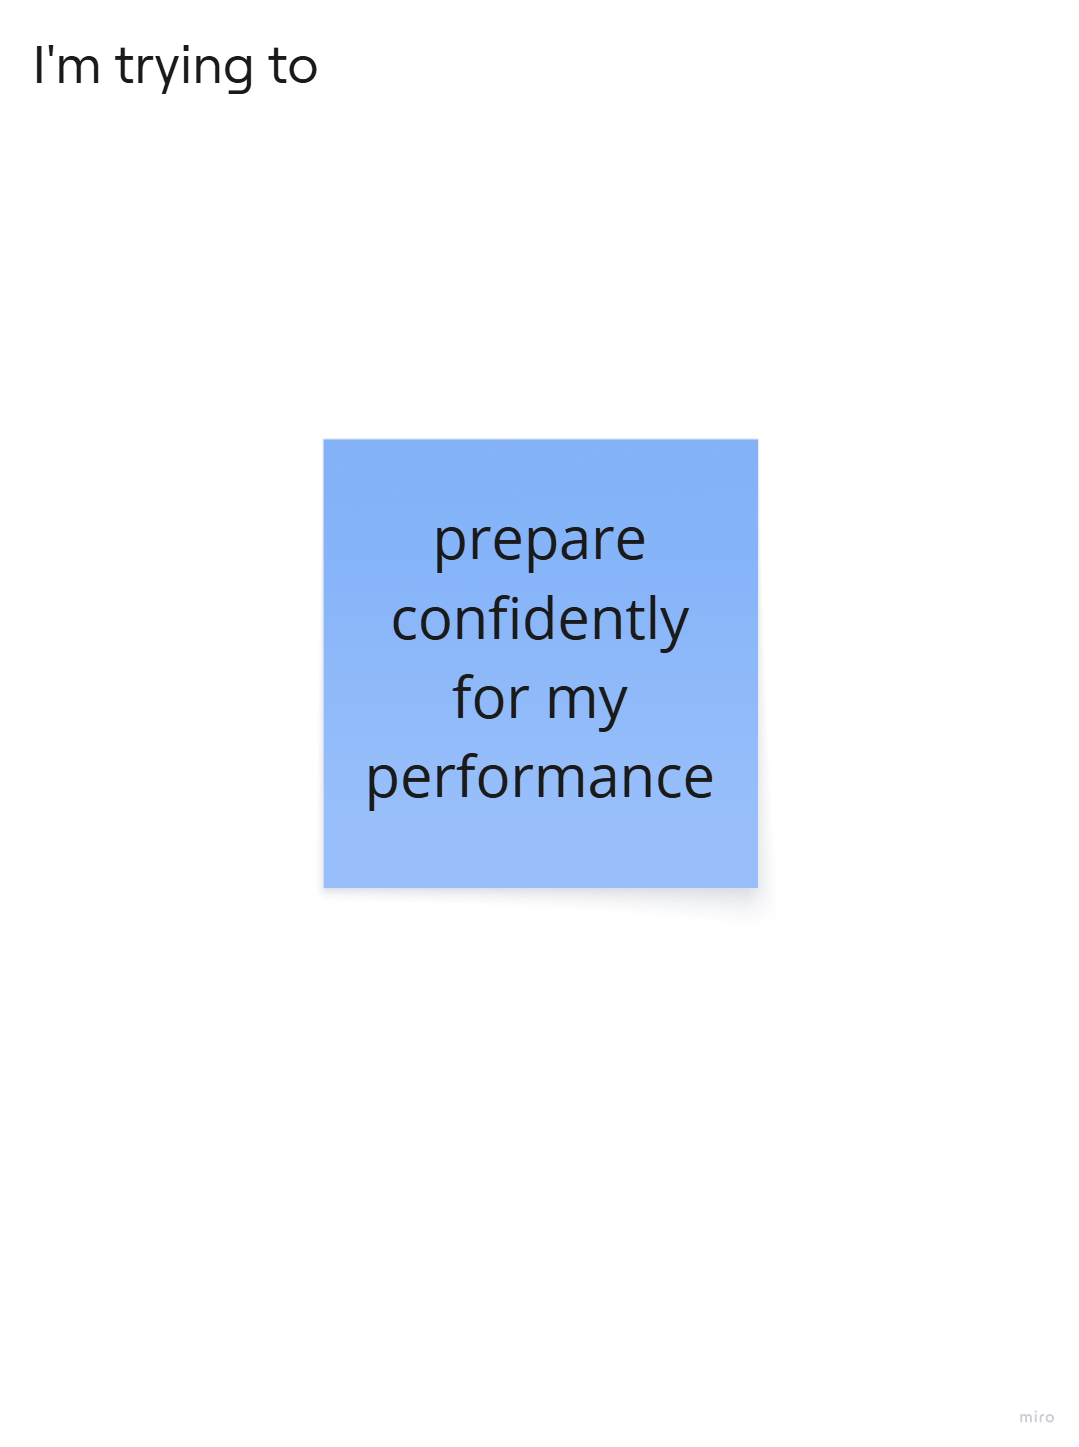 I'm trying to
prepare
confidently
for my
performance
miro